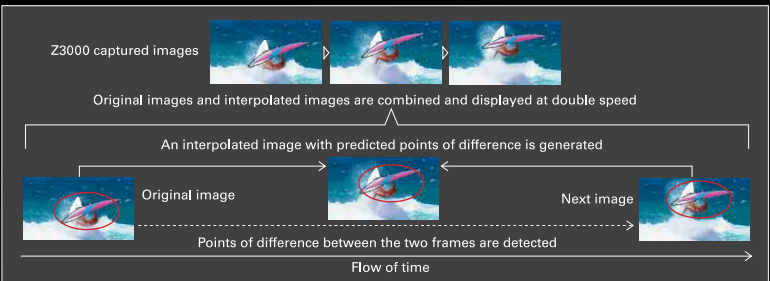 Z3000 captured images
Original images and interpolated images are combined and displayed at double speed
An interpolated image with predicted points of difference is generated
Original image
Next image
Points of difference between the two frames are detected
Flow of time